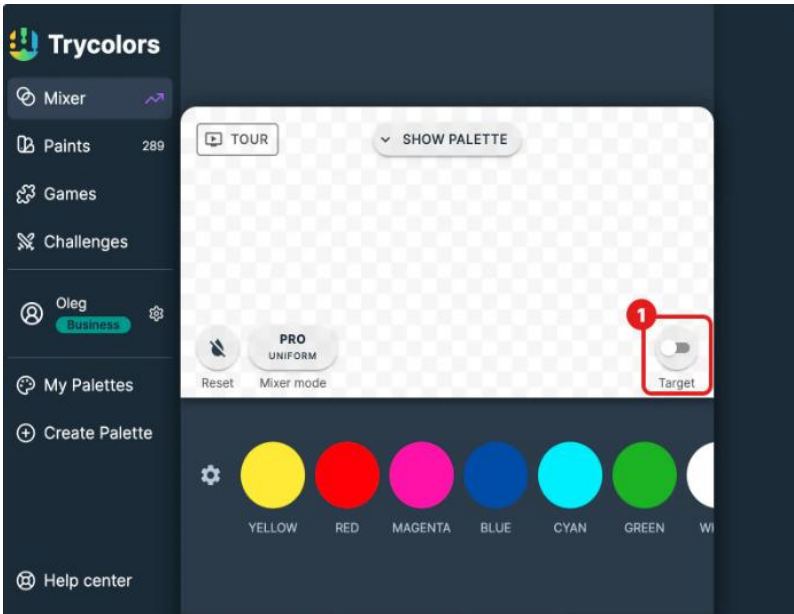 Trycolors
Mixer
Paints 289
Games
Challenges
Oleg
Business
My Palettes
Create Palette
Help center
TOUR
SHOW PALETTE
1
PRO
UNIFORM
Reset
Mixer mode
Target
YELLOW
RED
MAGENTA
BLUE
CYAN
GREEN